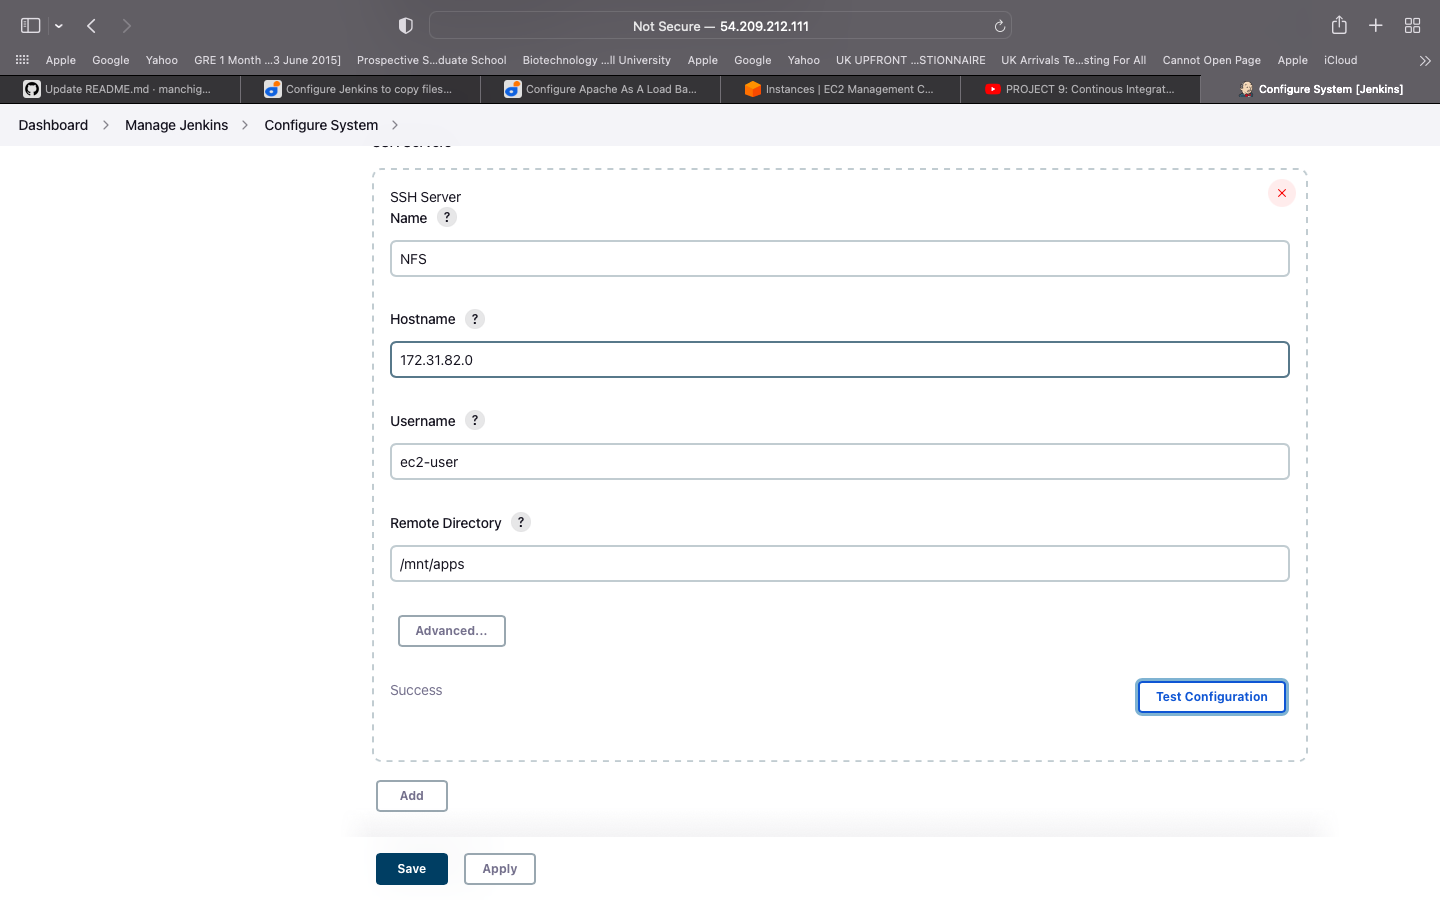 Not Secure — 54.209.212.111
Apple Google Yahoo GRE 1 Month ...3 June 2015] Prospective S...duate School Biotechnology ...ll University Apple Google Yahoo UK UPFRONT ...STIONNAIRE UK Arrivals Te...sting For All Cannot Open Page Apple iCloud
Update README.md · manchig... Configure Jenkins to copy files... Configure Apache As A Load Ba... Instances | EC2 Management C... PROJECT 9: Continous Integrat... Configure System [Jenkins]
Dashboard > Manage Jenkins > Configure System >
SSH Servers
SSH Server
Name ?
NFS
Hostname ?
172.31.82.0
Username ?
ec2-user
Remote Directory ?
/mnt/apps
Advanced...
Success
Test Configuration
Add
Save Apply